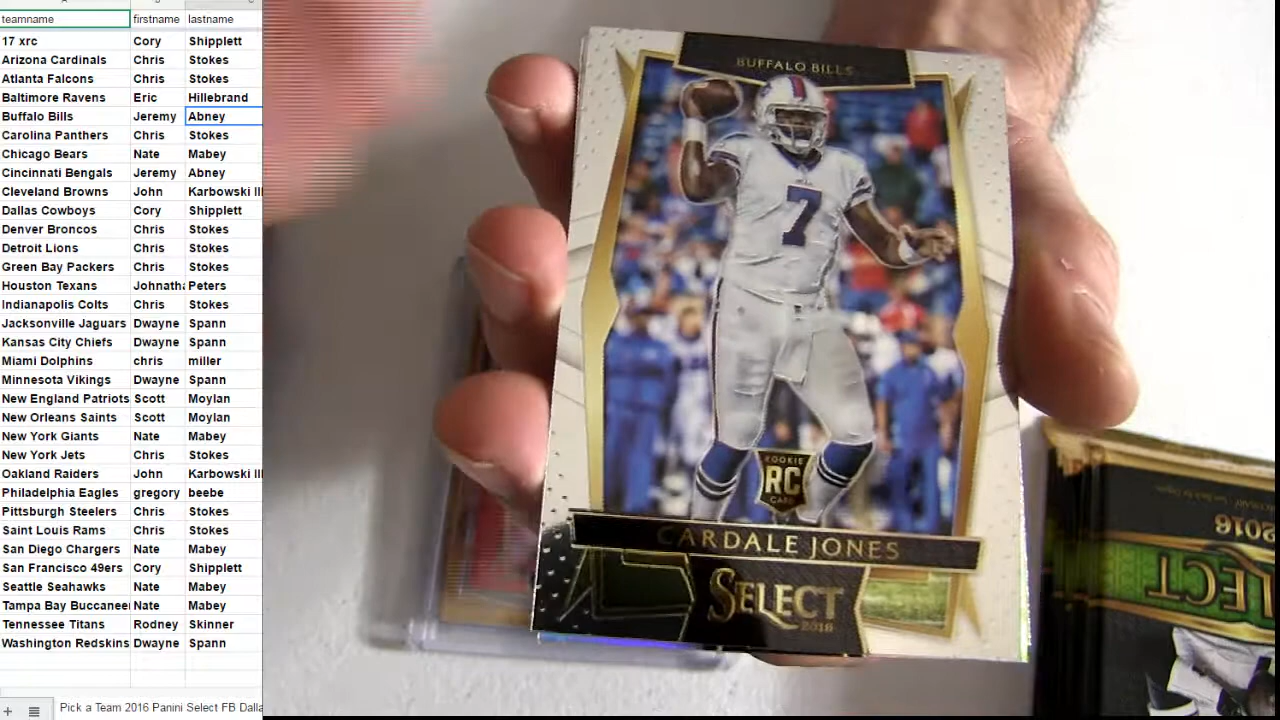 teamname firstname lastname
17 xrc Cory Shipplett
Arizona Cardinals Chris Stokes
Atlanta Falcons Chris Stokes
Baltimore Ravens Eric Hillebrand
Buffalo Bills Jeremy Abney
Carolina Panthers Chris Stokes
Chicago Bears Nate Mabey
Cincinnati Bengals Jeremy Abney
Cleveland Browns John Karbowski III
Dallas Cowboys Cory Shipplett
Denver Broncos Chris Stokes
Detroit Lions Chris Stokes
Green Bay Packers Chris Stokes
Houston Texans Johnatha Peters
Indianapolis Colts Chris Stokes
Jacksonville Jaguars Dwayne Spann
Kansas City Chiefs Dwayne Spann
Miami Dolphins chris miller
Minnesota Vikings Dwayne Spann
New England Patriots Scott Moylan
New Orleans Saints Scott Moylan
New York Giants Nate Mabey
New York Jets Chris Stokes
Oakland Raiders John Karbowski III
Philadelphia Eagles gregory beebe
Pittsburgh Steelers Chris Stokes
Saint Louis Rams Chris Stokes
San Diego Chargers Nate Mabey
San Francisco 49ers Cory Shipplett
Seattle Seahawks Nate Mabey
Tampa Bay Buccaneer Nate Mabey
Tennessee Titans Rodney Skinner
Washington Redskins Dwayne Spann
Pick a Team 2016 Panini Select FB Dalla
BUFFALO BILLS
7
ROOKIE
RC
CARD
CARDALE JONES
SELECT
2016
2016
LECT